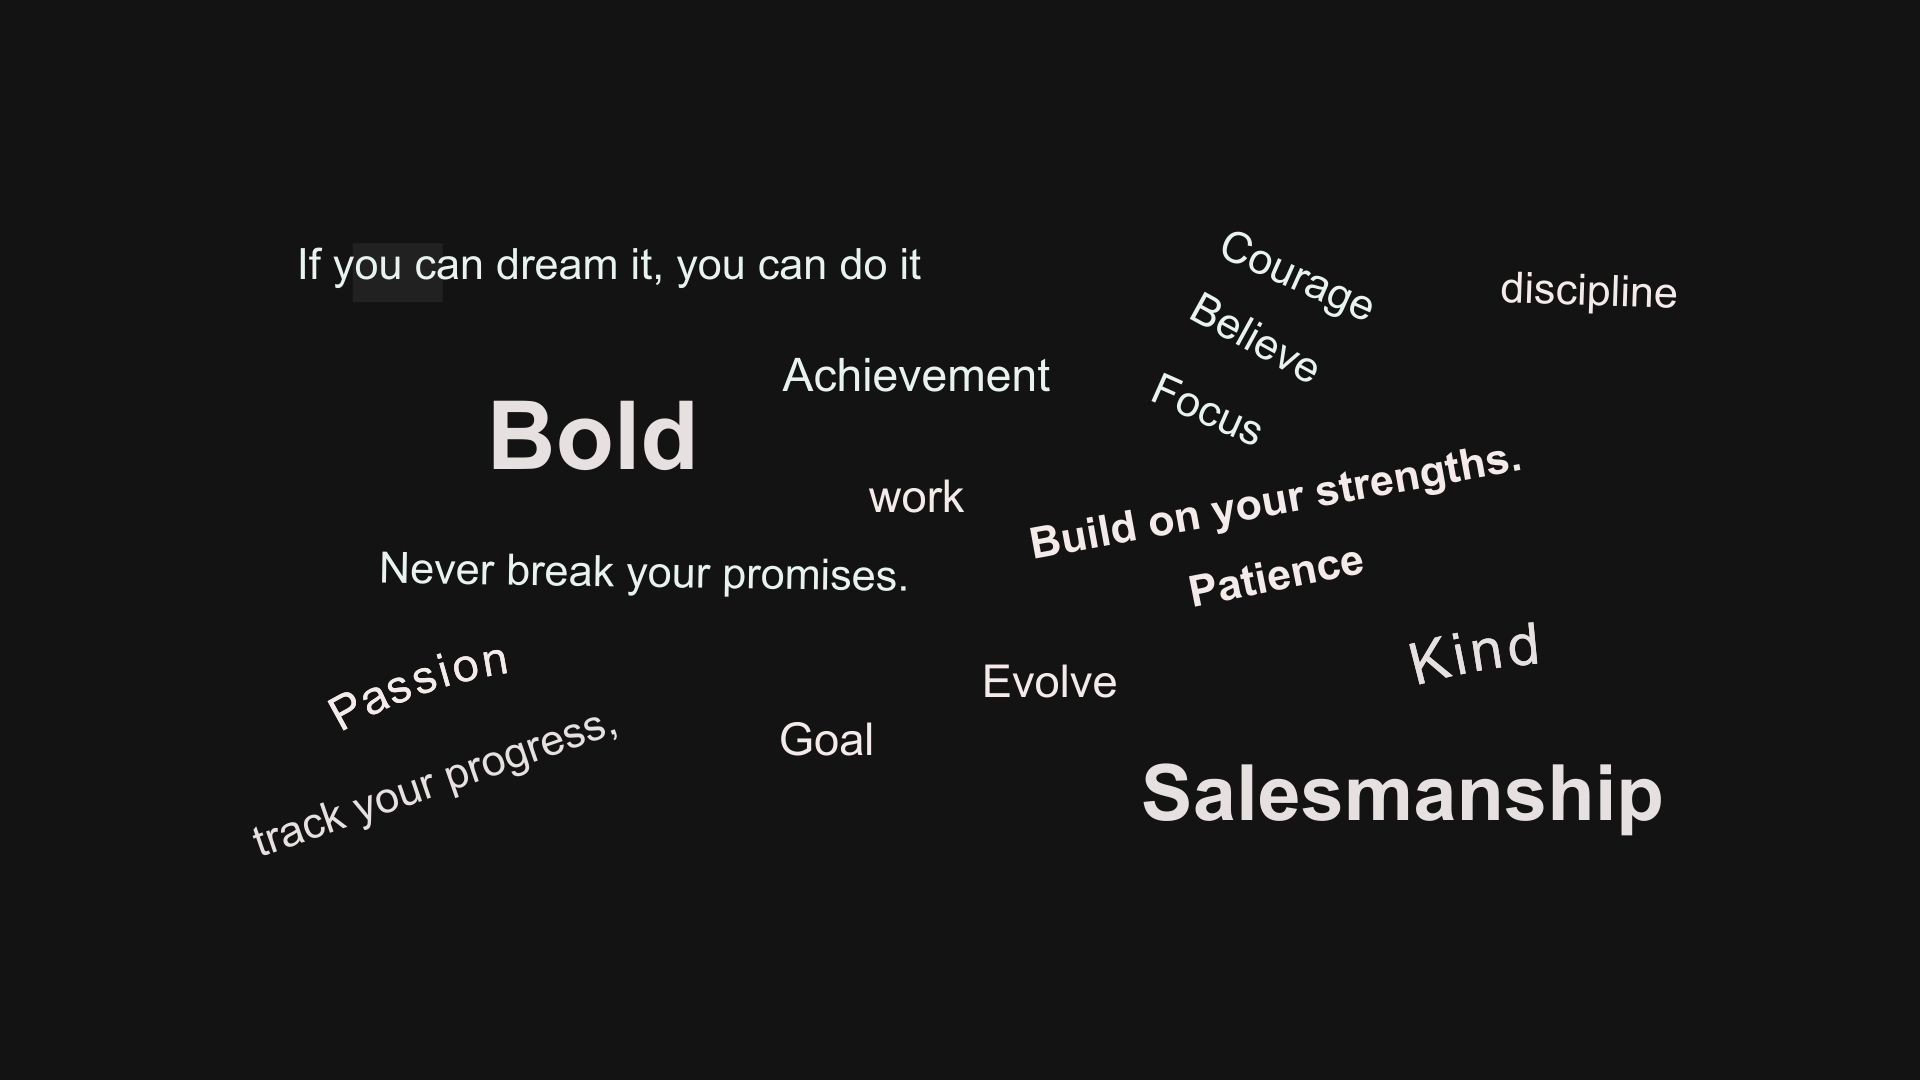 If you can dream it, you can do it
Courage
discipline
Believe
Achievement
Focus
Bold
work
Build on your strengths.
Never break your promises.
Patience
Kind
Passion
Evolve
Goal
track your progress,
Salesmanship